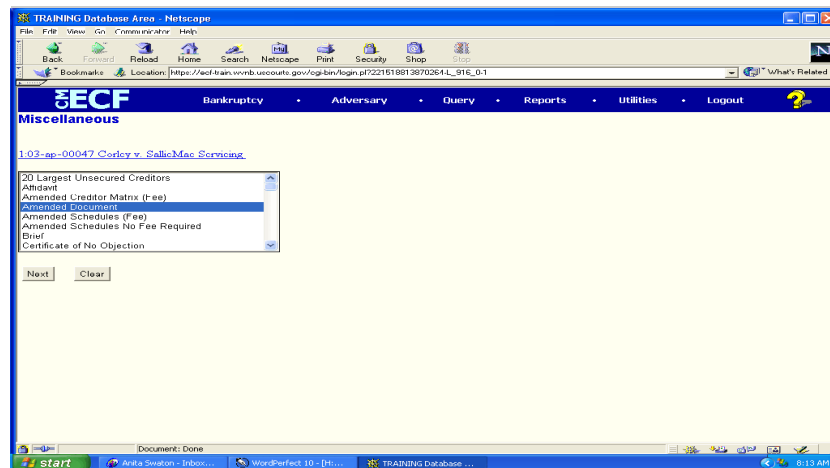 TRAINING Database Area - Netscape
File Edit View Go Communicator Help
Back Forward Reload Home Search Netscape Print Security Shop Stop
Bookmarks Location: https://ecf-train.wvnb.uscourts.gov/cgi-bin/login.pl?221518813870264-L_916_0-1 What's Related
CM ECF Bankruptcy • Adversary • Query • Reports • Utilities • Logout ?
Miscellaneous
1:03-ap-00047 Corley v. SallieMae Servicing
20 Largest Unsecured Creditors
Affidavit
Amended Creditor Matrix (Fee)
Amended Document
Amended Schedules (Fee)
Amended Schedules No Fee Required
Brief
Certificate of No Objection
Next Clear
Document: Done
start Anita Swaton - Inbox... WordPerfect 10 - [H:... TRAINING Database ... 8:13 AM